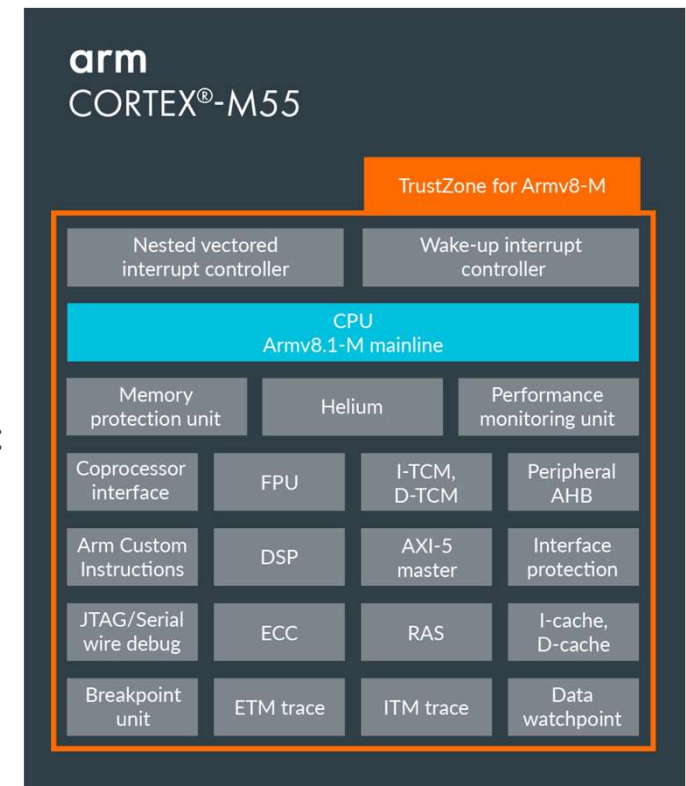 arm
CORTEX®-M55
TrustZone for Armv8-M
Nested vectored
interrupt controller
Wake-up interrupt
controller
CPU
Armv8.1-M mainline
Memory
protection unit
Helium
Performance
monitoring unit
Coprocessor
interface
FPU
I-TCM,
D-TCM
Peripheral
AHB
Arm Custom
Instructions
DSP
AXI-5
master
Interface
protection
JTAG/Serial
wire debug
ECC
RAS
I-cache,
D-cache
Breakpoint
unit
ETM trace
ITM trace
Data
watchpoint